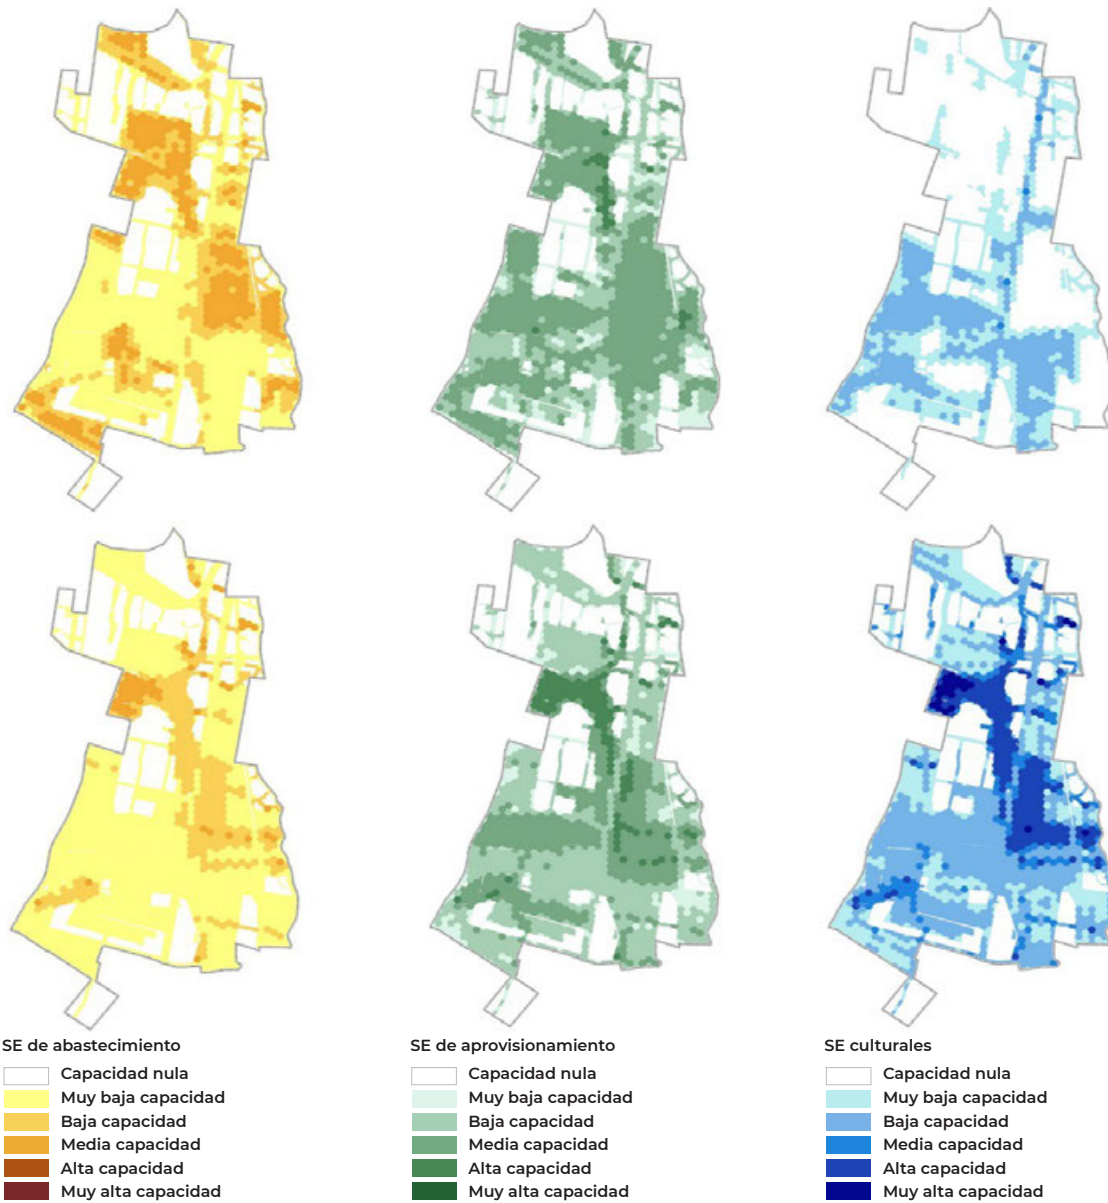 SE de abastecimiento
Capacidad nula
Muy baja capacidad
Baja capacidad
Media capacidad
Alta capacidad
Muy alta capacidad
SE de aprovisionamiento
Capacidad nula
Muy baja capacidad
Baja capacidad
Media capacidad
Alta capacidad
Muy alta capacidad
SE culturales
Capacidad nula
Muy baja capacidad
Baja capacidad
Media capacidad
Alta capacidad
Muy alta capacidad